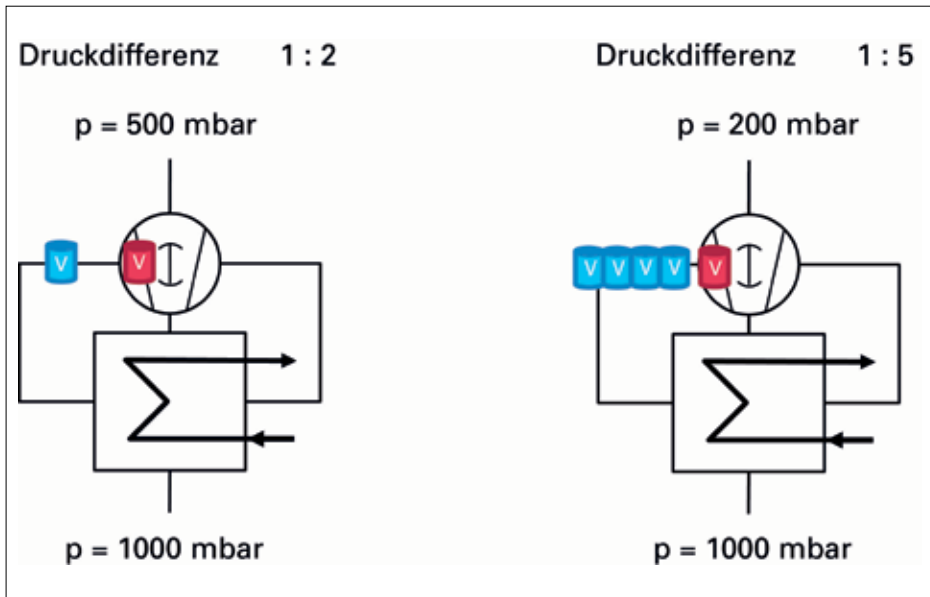 Druckdifferenz 1 : 2
p = 500 mbar
V V
p = 1000 mbar
Druckdifferenz 1 : 5
p = 200 mbar
V V V V V
p = 1000 mbar